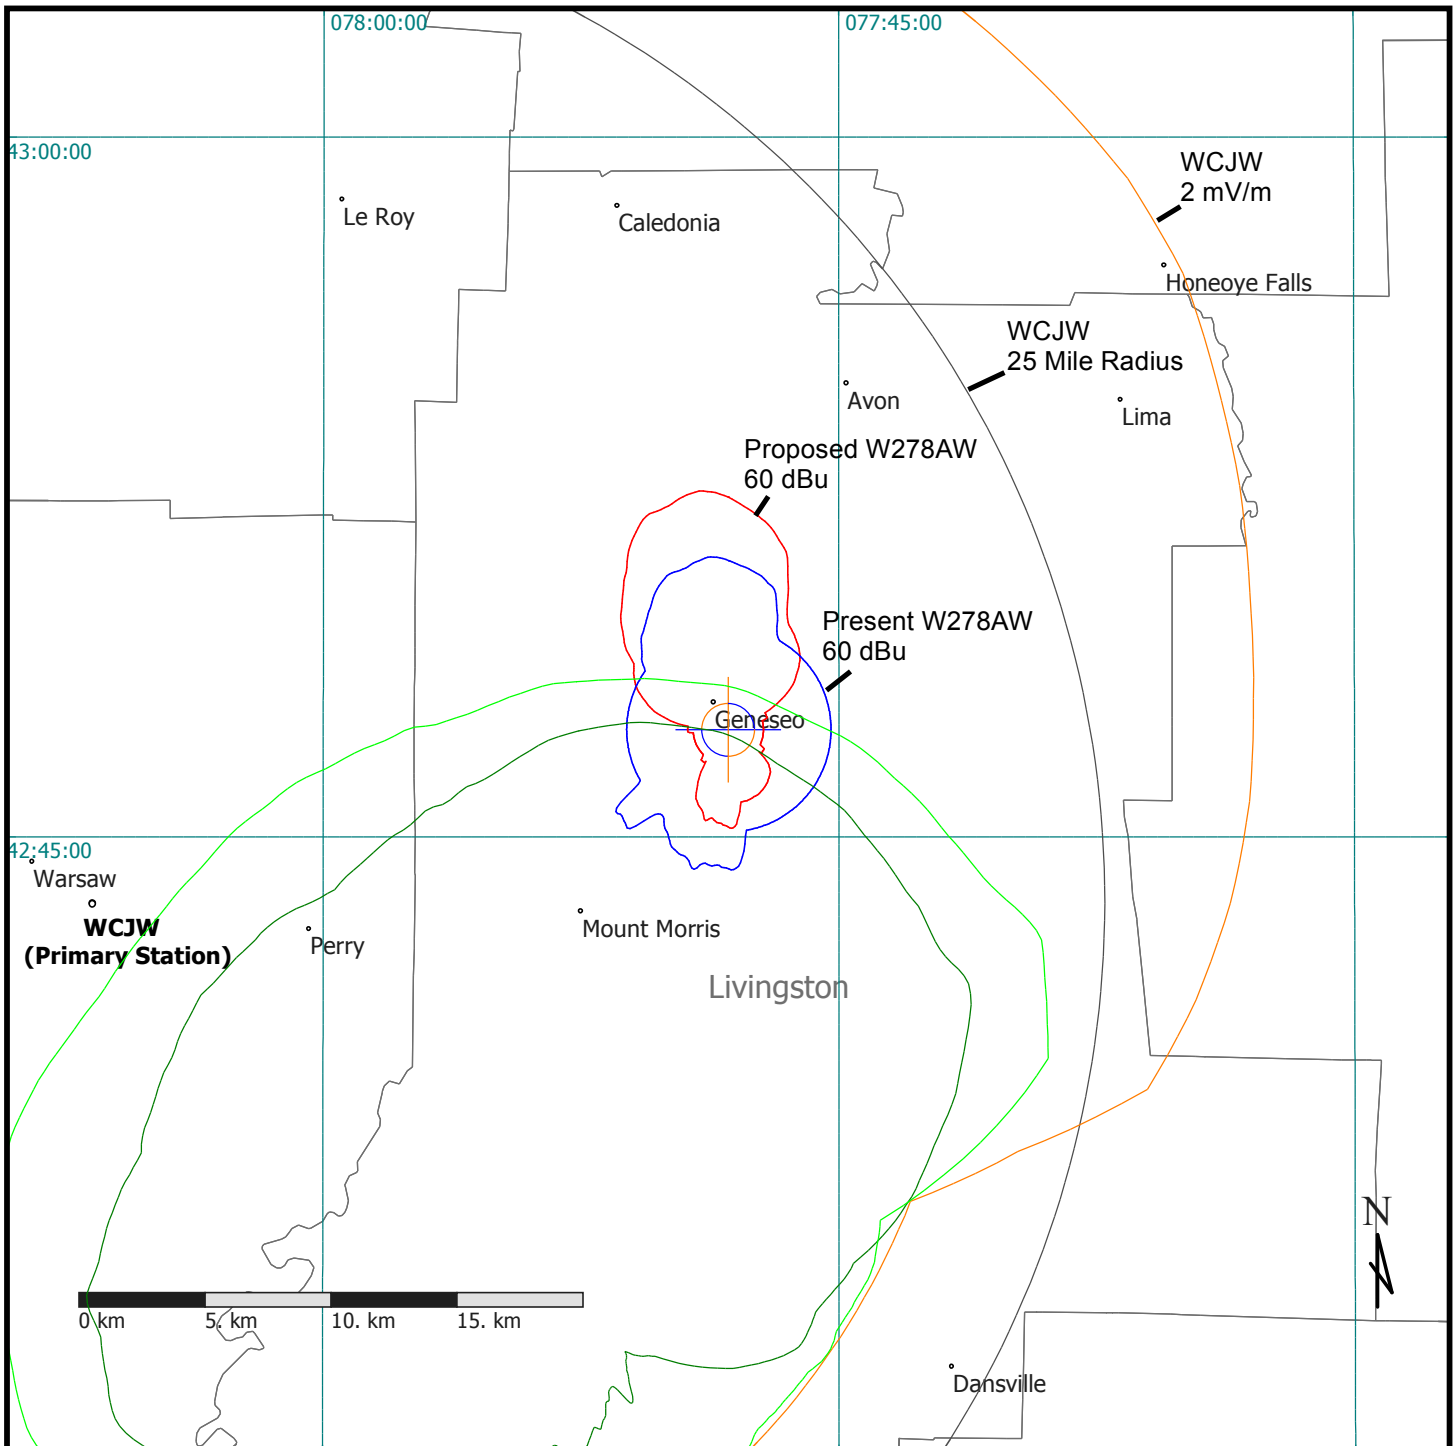 078:00:00
077:45:00
43:00:00
WCJW
2 mV/m
Le Roy
Caledonia
Honeoye Falls
WCJW
25 Mile Radius
Avon
Lima
Proposed W278AW
60 dBu
Present W278AW
60 dBu
Geneseo
42:45:00
Warsaw
WCJW
(Primary Station)
Perry
Mount Morris
Livingston
N
0 km
5. km
10. km
15. km
Dansville